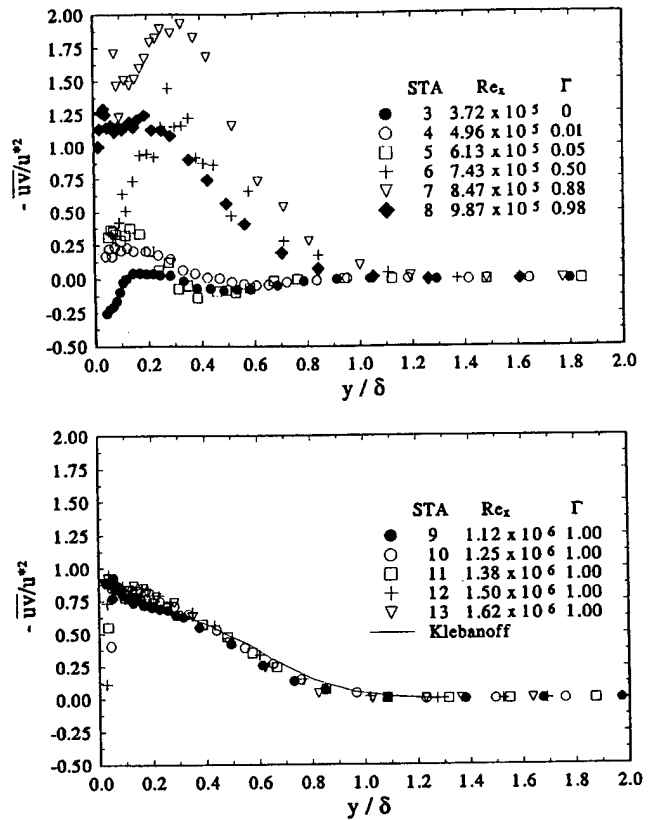 2.00
1.75
1.50
1.25
1.00
0.75
0.50
0.25
0.00
-0.25
-0.50
- uv/u*2
STA Reₓ Γ
3 3.72 x 10 5 0
4 4.96 x 10 5 0.01
5 6.13 x 10 5 0.05
6 7.43 x 10 5 0.50
7 8.47 x 10 5 0.88
8 9.87 x 10 5 0.98
0.0 0.2 0.4 0.6 0.8 1.0 1.2 1.4 1.6 1.8 2.0
y / δ
2.00
1.75
1.50
1.25
1.00
0.75
0.50
0.25
0.00
-0.25
-0.50
- uv/u*2
STA Reₓ Γ
9 1.12 x 10 6 1.00
10 1.25 x 10 6 1.00
11 1.38 x 10 6 1.00
12 1.50 x 10 6 1.00
13 1.62 x 10 6 1.00
Klebanoff
0.0 0.2 0.4 0.6 0.8 1.0 1.2 1.4 1.6 1.8 2.0
y / δ